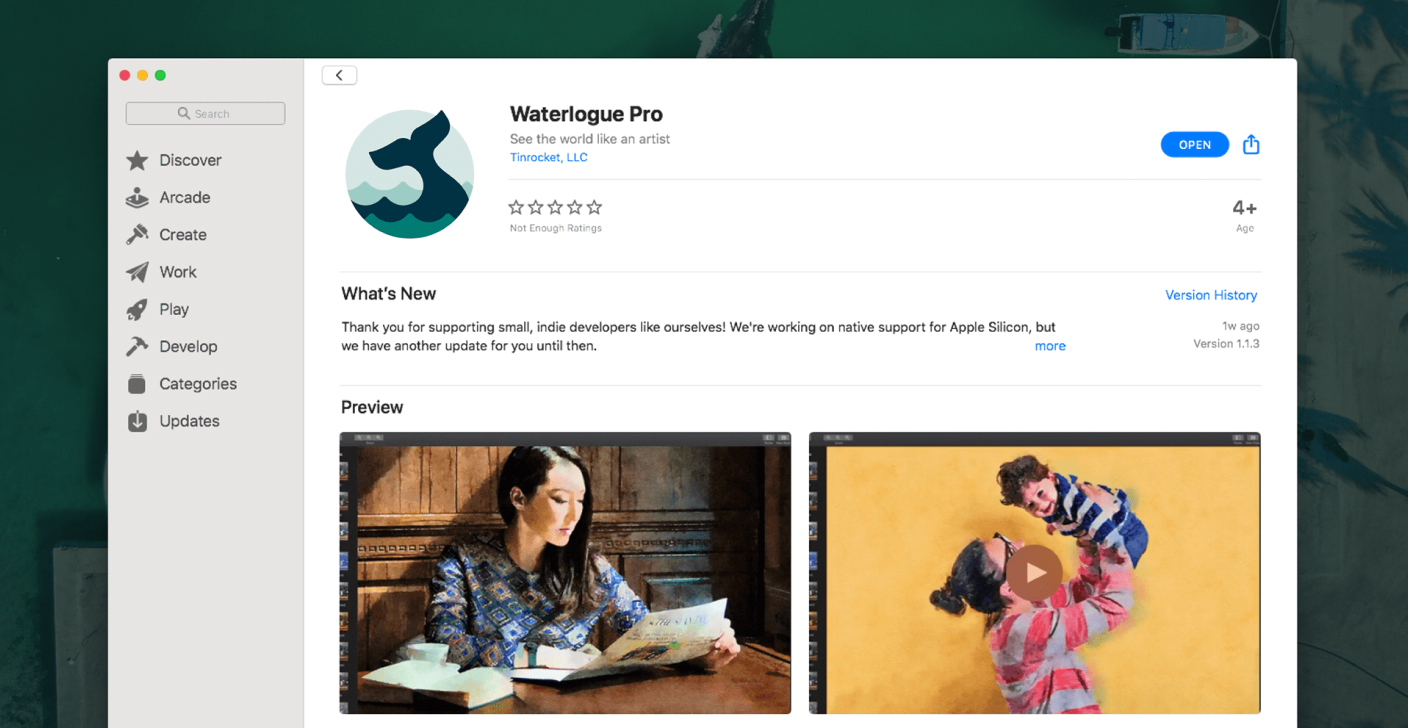 Search
Discover
Arcade
Create
Work
Play
Develop
Categories
Updates
Waterlogue Pro
See the world like an artist
Tinrocket, LLC
OPEN
Not Enough Ratings
4+
Age
What's New
Version History
Thank you for supporting small, indie developers like ourselves! We're working on native support for Apple Silicon, but
we have another update for you until then.
more
1w ago
Version 1.1.3
Preview